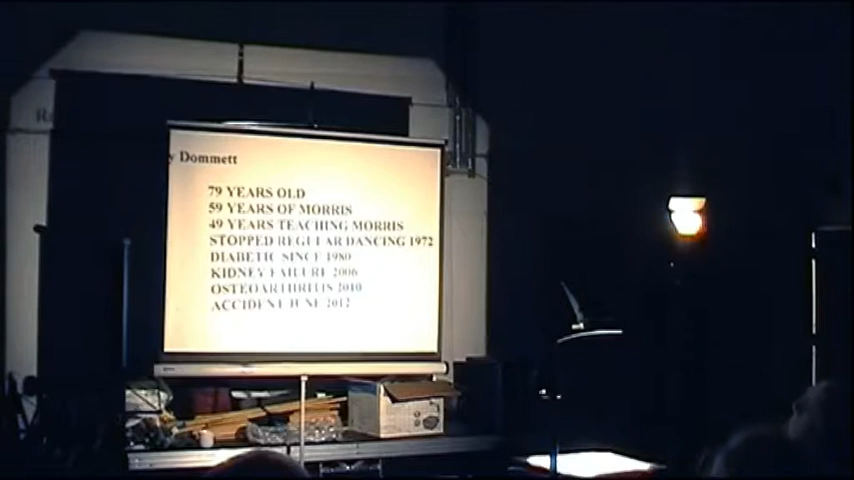 y Dommett
79 YEARS OLD
59 YEARS OF MORRIS
49 YEARS TEACHING MORRIS
STOPPED REGULAR DANCING 1972
DIABETIC SINCE 1980
KIDNEY FAILURE 2006
OSTEOARTHRITIS 2010
ACCIDENT JUNE 2012